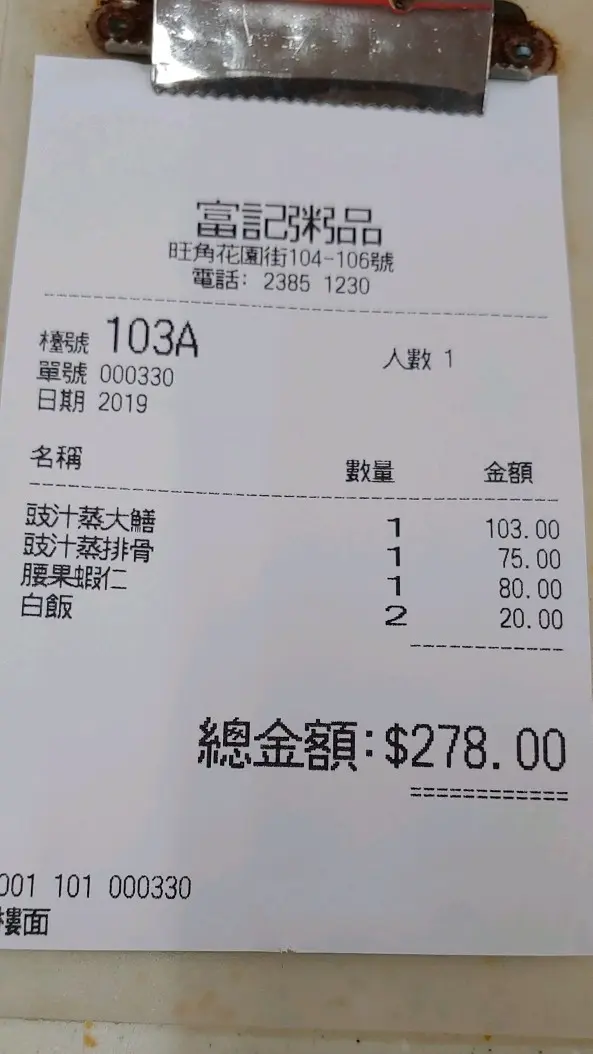 富記粥品
旺角花園街104-106號
電話: 2385 1230
檯號 103A 人數 1
單號 000330
日期 2019
名稱 數量 金額
豉汁蒸大鱔 1 103.00
豉汁蒸排骨 1 75.00
腰果蝦仁 1 80.00
白飯 2 20.00
總金額:$278.00
001 101 000330
樓面